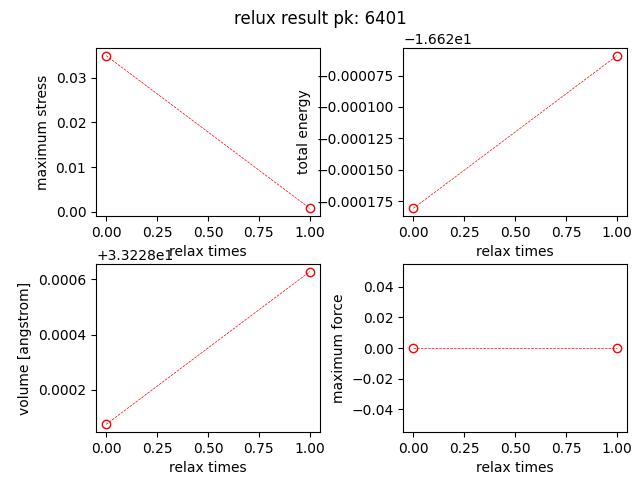 relux result pk: 6401
maximum stress
0.03
0.02
0.01
0.00
0.00 0.25 0.50 0.75 1.00
relax times
−1.662e1
total energy
−0.000075
−0.000100
−0.000125
−0.000150
−0.000175
0.00 0.25 0.50 0.75 1.00
relax times
+3.3228e1
volume [angstrom]
0.0006
0.0004
0.0002
0.00 0.25 0.50 0.75 1.00
relax times
maximum force
0.04
0.02
0.00
−0.02
−0.04
0.00 0.25 0.50 0.75 1.00
relax times